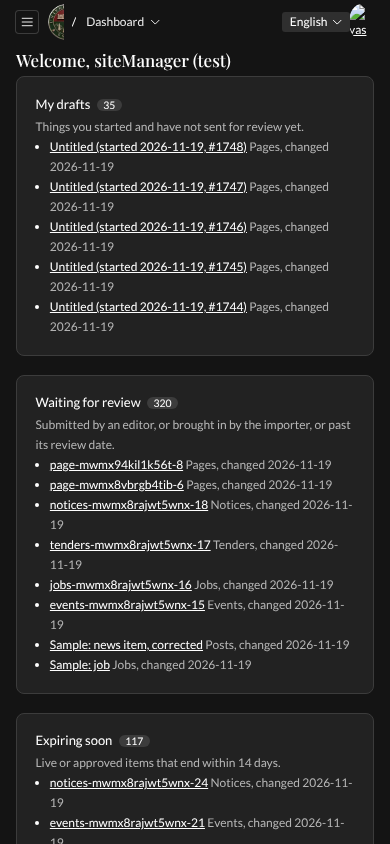 / Dashboard
English
vas
Welcome, siteManager (test)
My drafts 35
Things you started and have not sent for review yet.
Untitled (started 2026-11-19, #1748) Pages, changed
2026-11-19
Untitled (started 2026-11-19, #1747) Pages, changed
2026-11-19
Untitled (started 2026-11-19, #1746) Pages, changed
2026-11-19
Untitled (started 2026-11-19, #1745) Pages, changed
2026-11-19
Untitled (started 2026-11-19, #1744) Pages, changed
2026-11-19
Waiting for review 320
Submitted by an editor, or brought in by the importer, or past
its review date.
page-mwmx94kil1k56t-8 Pages, changed 2026-11-19
page-mwmx8vbrgb4tib-6 Pages, changed 2026-11-19
notices-mwmx8rajwt5wnx-18 Notices, changed 2026-11-
19
tenders-mwmx8rajwt5wnx-17 Tenders, changed 2026-
11-19
jobs-mwmx8rajwt5wnx-16 Jobs, changed 2026-11-19
events-mwmx8rajwt5wnx-15 Events, changed 2026-11-
19
Sample: news item, corrected Posts, changed 2026-11-19
Sample: job Jobs, changed 2026-11-19
Expiring soon 117
Live or approved items that end within 14 days.
notices-mwmx8rajwt5wnx-24 Notices, changed 2026-11-
19
events-mwmx8rajwt5wnx-21 Events, changed 2026-11-
19